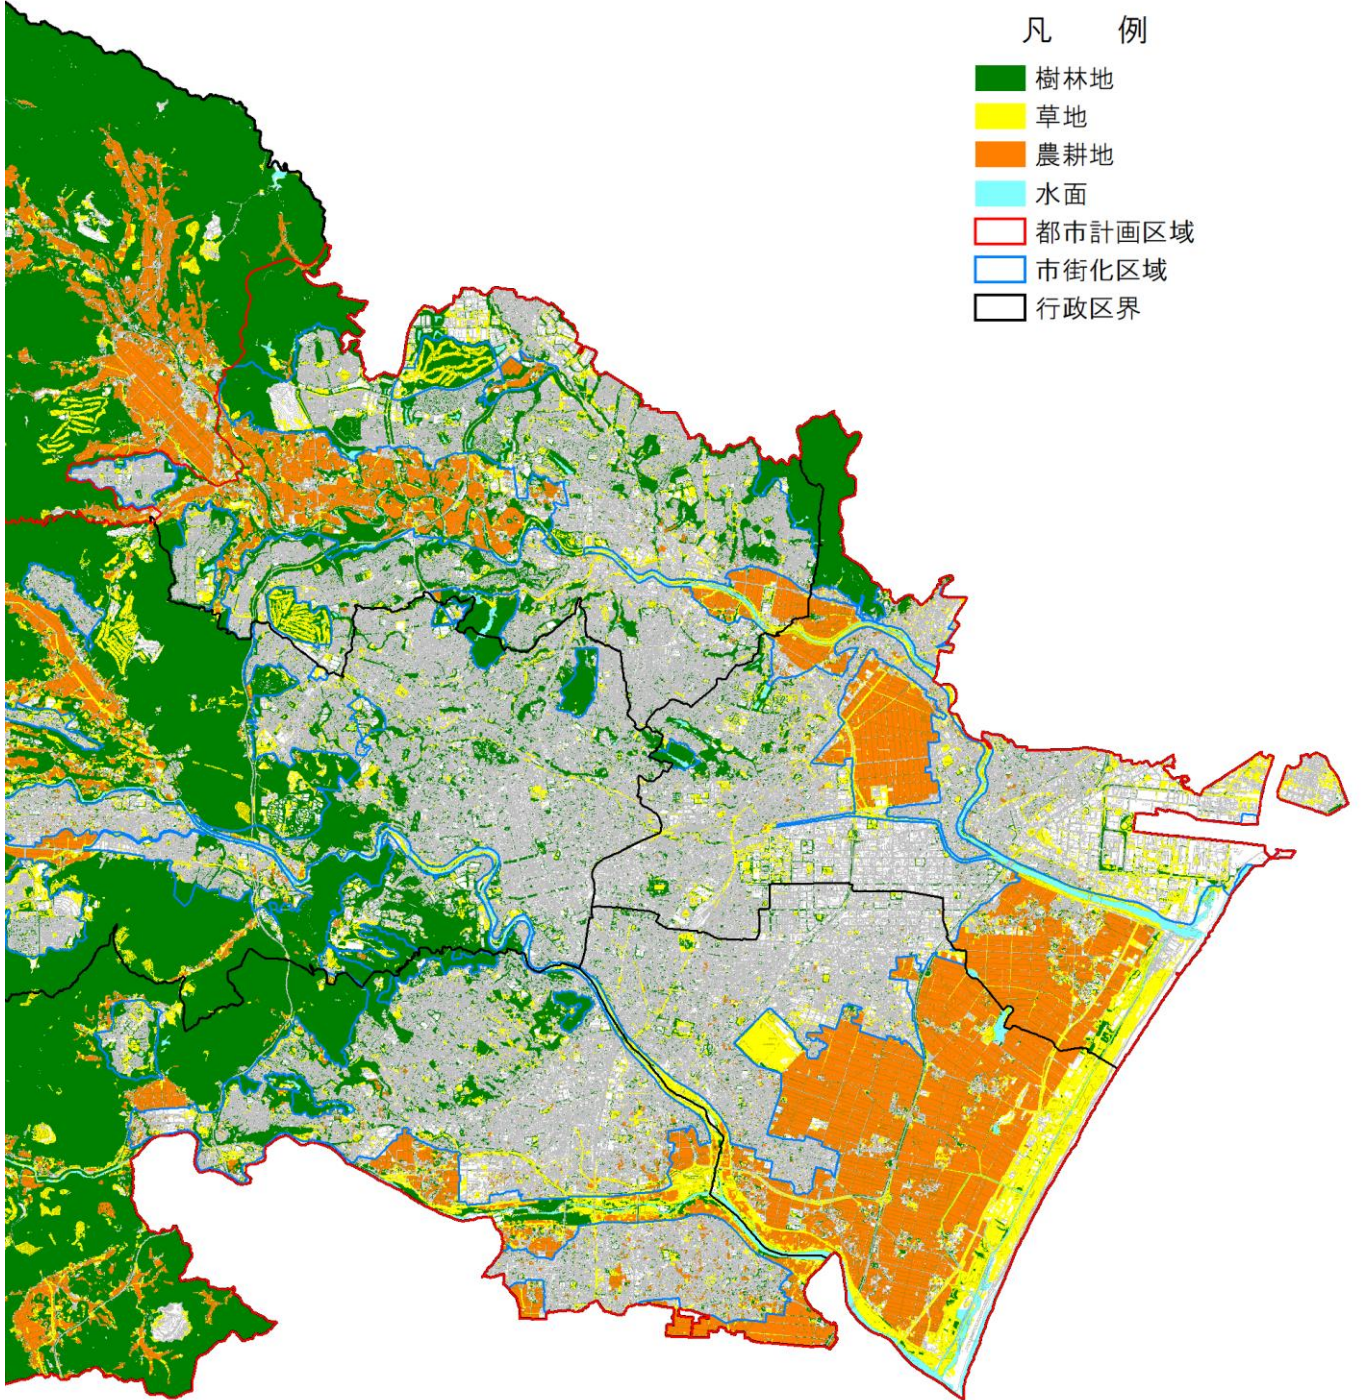 凡 例
樹林地
草地
農耕地
水面
都市計画区域
市街化区域
行政区界